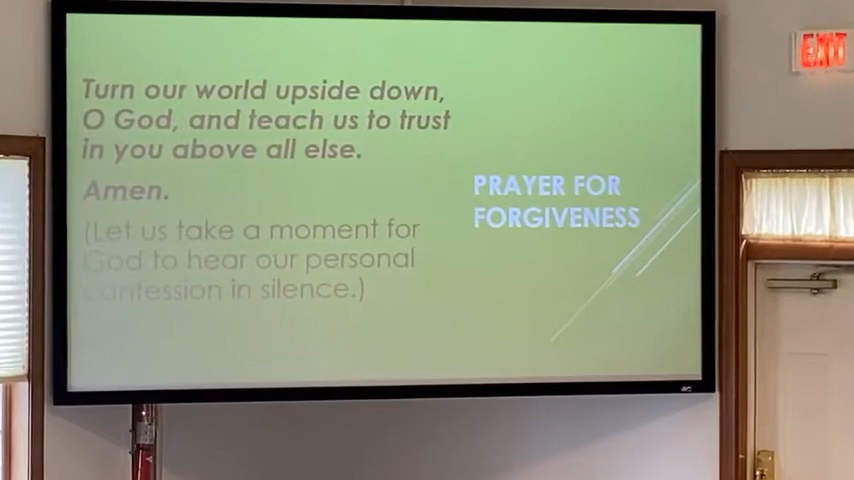 Turn our world upside down,
O God, and teach us to trust
in you above all else.
Amen.
(Let us take a moment for
God to hear our personal
confession in silence.)
PRAYER FOR
FORGIVENESS
EXIT